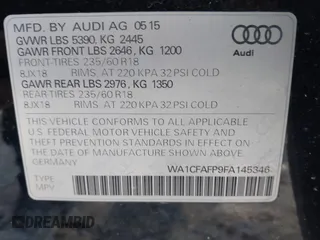 MFD. BY AUDI AG 05 15
GVWR LBS 5390, KG 2445
GAWR FRONT LBS 2646, KG 1200
FRONT-TIRES 235/60 R18
8JX18 RIMS, AT 220 KPA 32 PSI COLD
GAWR REAR LBS 2976, KG 1350
REAR-TIRES 235/60 R18
8JX18 RIMS, AT 220 KPA 32 PSI COLD
Audi
THIS VEHICLE CONFORMS TO ALL APPLICABLE
U.S. FEDERAL MOTOR VEHICLE SAFETY AND THEFT
PREVENTION STANDARDS IN EFFECT ON THE DATE
OF MANUFACTURE SHOWN ABOVE.
GERMANY
WA1CFAFP9FA145346
TYPE:
MPV
DREAMBID